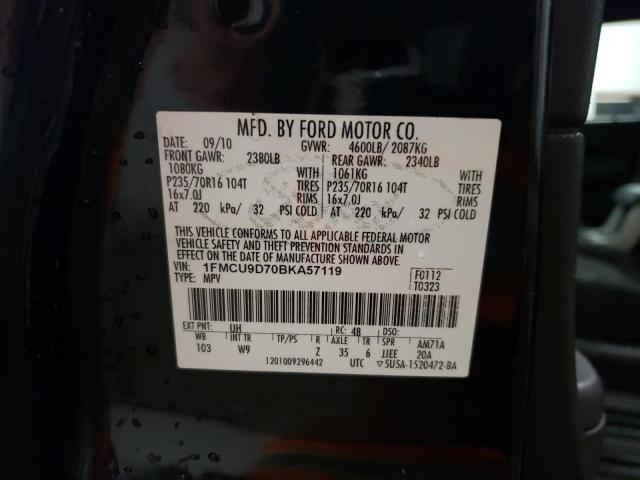 MFD. BY FORD MOTOR CO.
DATE: 09/10 GVWR: 4600LB/ 2087KG
FRONT GAWR: 2380LB REAR GAWR: 2340LB
1080KG WITH 1061KG WITH
P235/70R16 104T TIRES P235/70R16 104T TIRES
16x7.0J RIMS 16x7.0J RIMS
AT 220 kPa/ 32 PSI COLD AT 220 kPa/ 32 PSI COLD
THIS VEHICLE CONFORMS TO ALL APPLICABLE FEDERAL MOTOR
VEHICLE SAFETY AND THEFT PREVENTION STANDARDS IN
EFFECT ON THE DATE OF MANUFACTURE SHOWN ABOVE.
VIN: 1FMCU9D70BKA57119 F0112
TYPE: MPV T0323
EXT PNT: UH RC: 48 DSO:
WB INT TR TP/PS R AXLE TR SPR AM71A
103 W9 Z 35 6 JJEE 20A
1201009296442 UTC ▽5U5A-1520472-BA